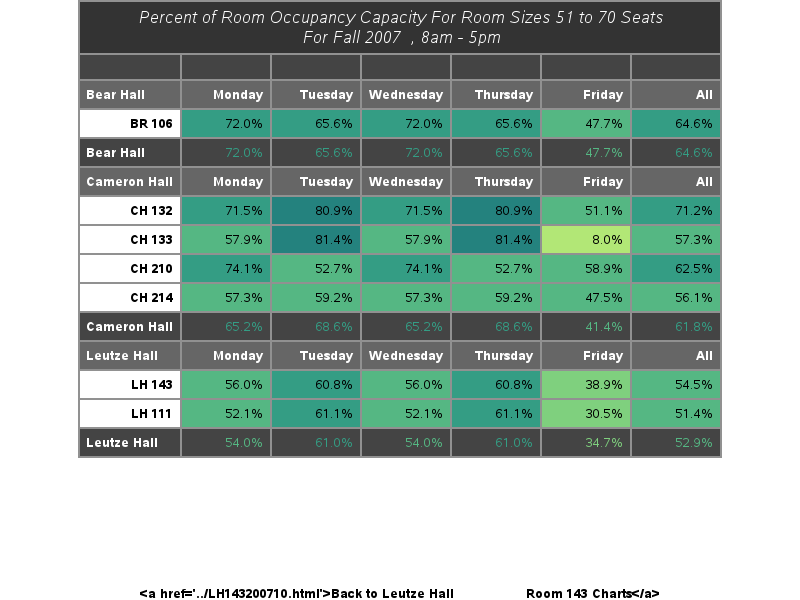 Percent of Room Occupancy Capacity For Room Sizes 51 to 70 Seats
For Fall 2007 , 8am - 5pm
Bear Hall Monday Tuesday Wednesday Thursday Friday All
BR 106 72.0% 65.6% 72.0% 65.6% 47.7% 64.6%
Bear Hall 72.0% 65.6% 72.0% 65.6% 47.7% 64.6%
Cameron Hall Monday Tuesday Wednesday Thursday Friday All
CH 132 71.5% 80.9% 71.5% 80.9% 51.1% 71.2%
CH 133 57.9% 81.4% 57.9% 81.4% 8.0% 57.3%
CH 210 74.1% 52.7% 74.1% 52.7% 58.9% 62.5%
CH 214 57.3% 59.2% 57.3% 59.2% 47.5% 56.1%
Cameron Hall 65.2% 68.6% 65.2% 68.6% 41.4% 61.8%
Leutze Hall Monday Tuesday Wednesday Thursday Friday All
LH 143 56.0% 60.8% 56.0% 60.8% 38.9% 54.5%
LH 111 52.1% 61.1% 52.1% 61.1% 30.5% 51.4%
Leutze Hall 54.0% 61.0% 54.0% 61.0% 34.7% 52.9%
<a href='../LH143200710.html'>Back to Leutze Hall Room 143 Charts</a>